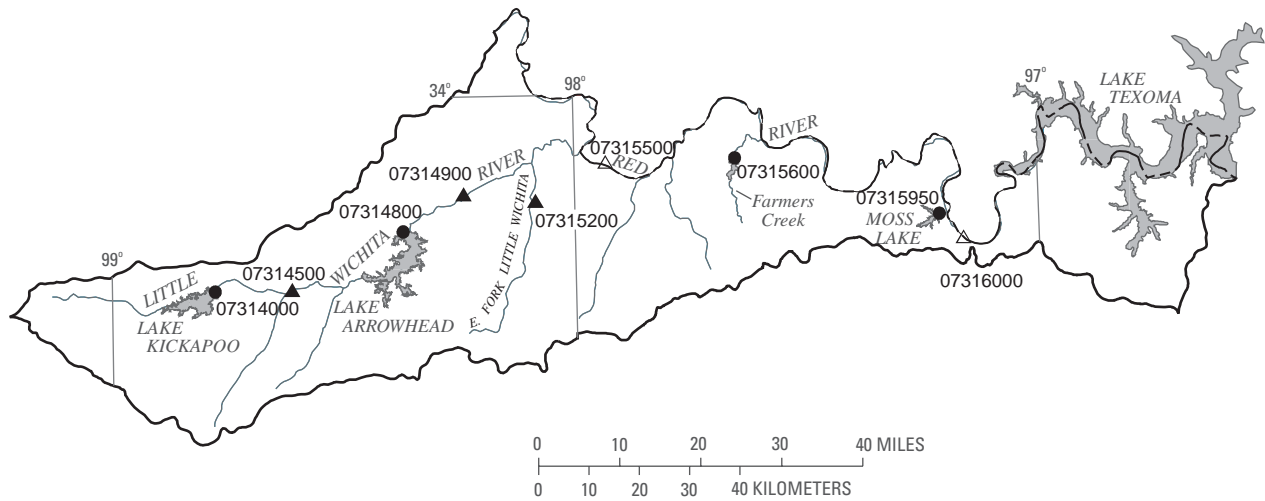 34°
98°
97°
LAKE
TEXOMA
RIVER
07315500
RED
07314900
RIVER
07315600
Farmers
Creek
07314800
07315200
07315950
MOSS
LAKE
99°
07314500
WICHITA
E. FORK LITTLE WICHITA
07316000
LITTLE
07314000
LAKE
KICKAPOO
LAKE
ARROWHEAD
0 10 20 30 40 MILES
0 10 20 30 40 KILOMETERS